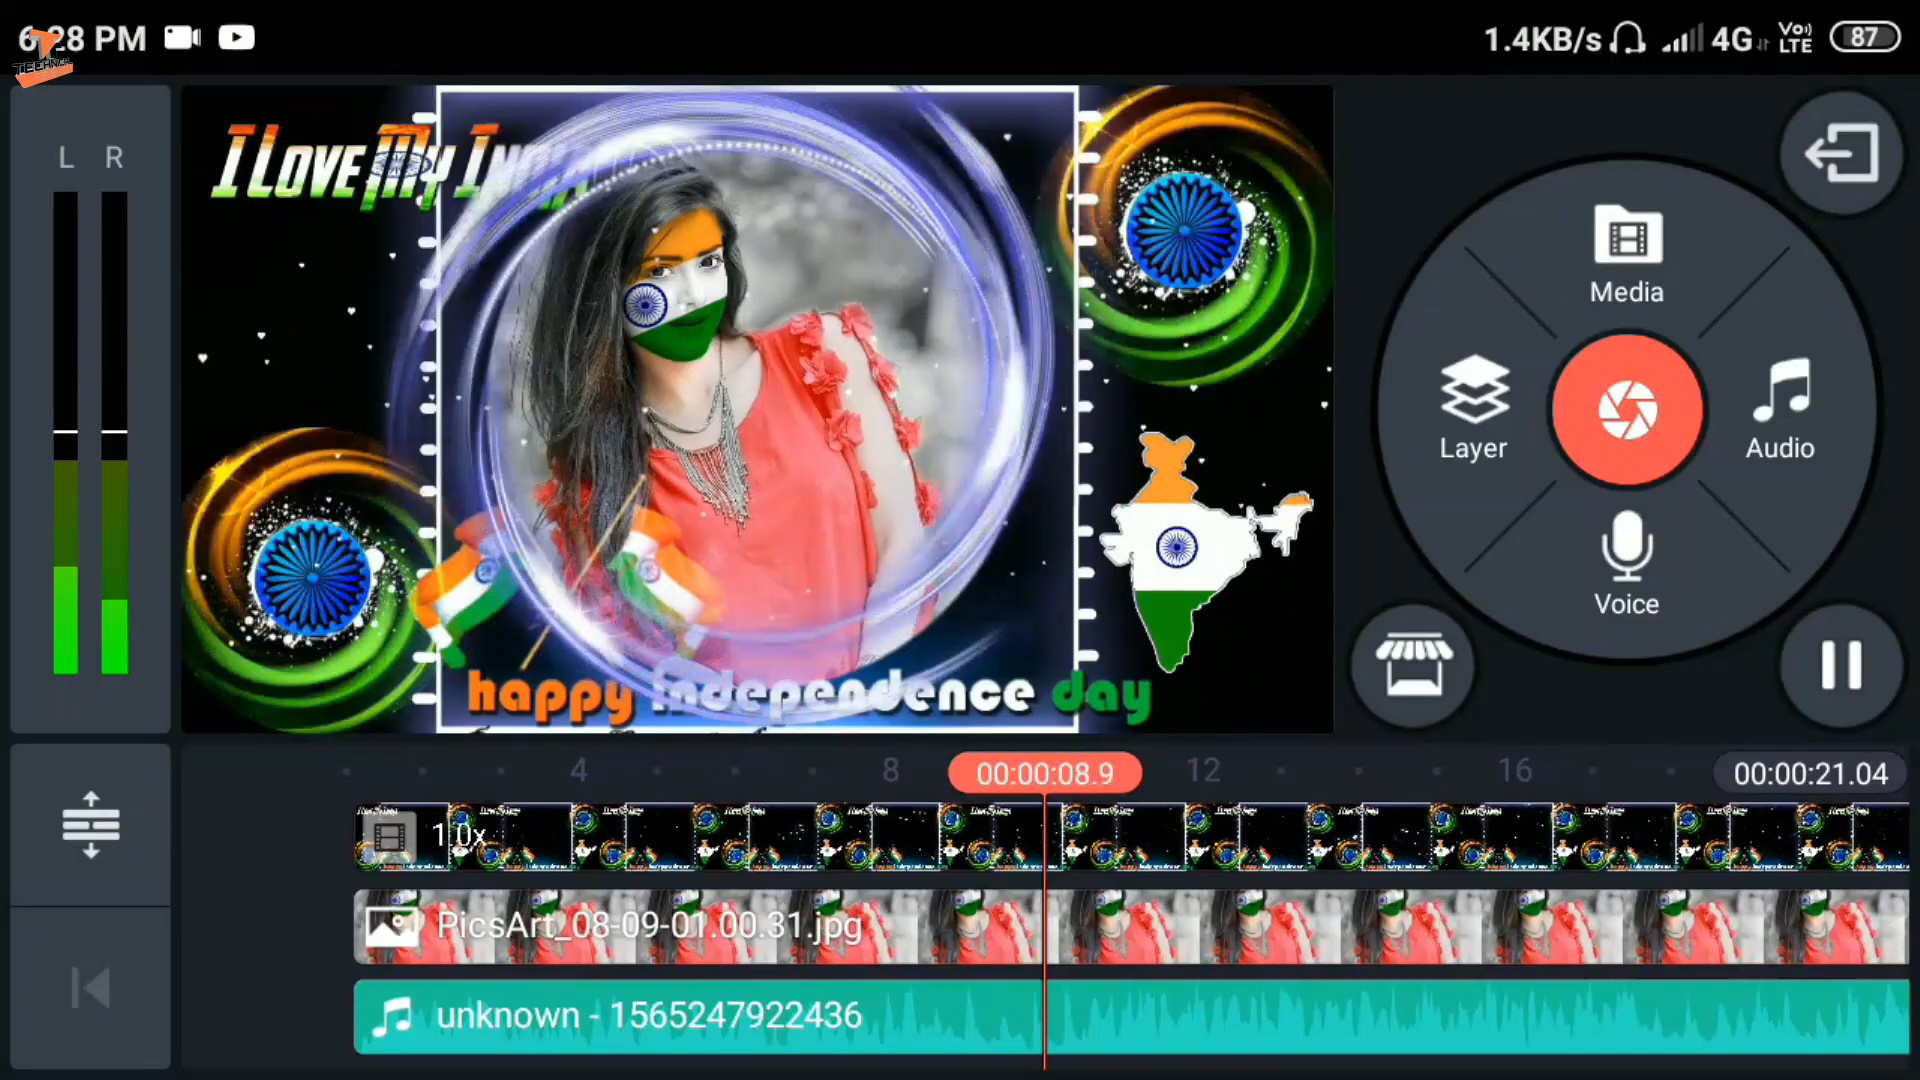 6:28 PM
1.4KB/s 4G Vo) LTE 87
TECHNICAL
L R
I LOVE MY INDIA
happy independence day
Media
Layer
Audio
Voice
4 8 00:00:08.9 12 16 00:00:21.04
1.0x
PicsArt_08-09-01.00.31.jpg
unknown - 1565247922436